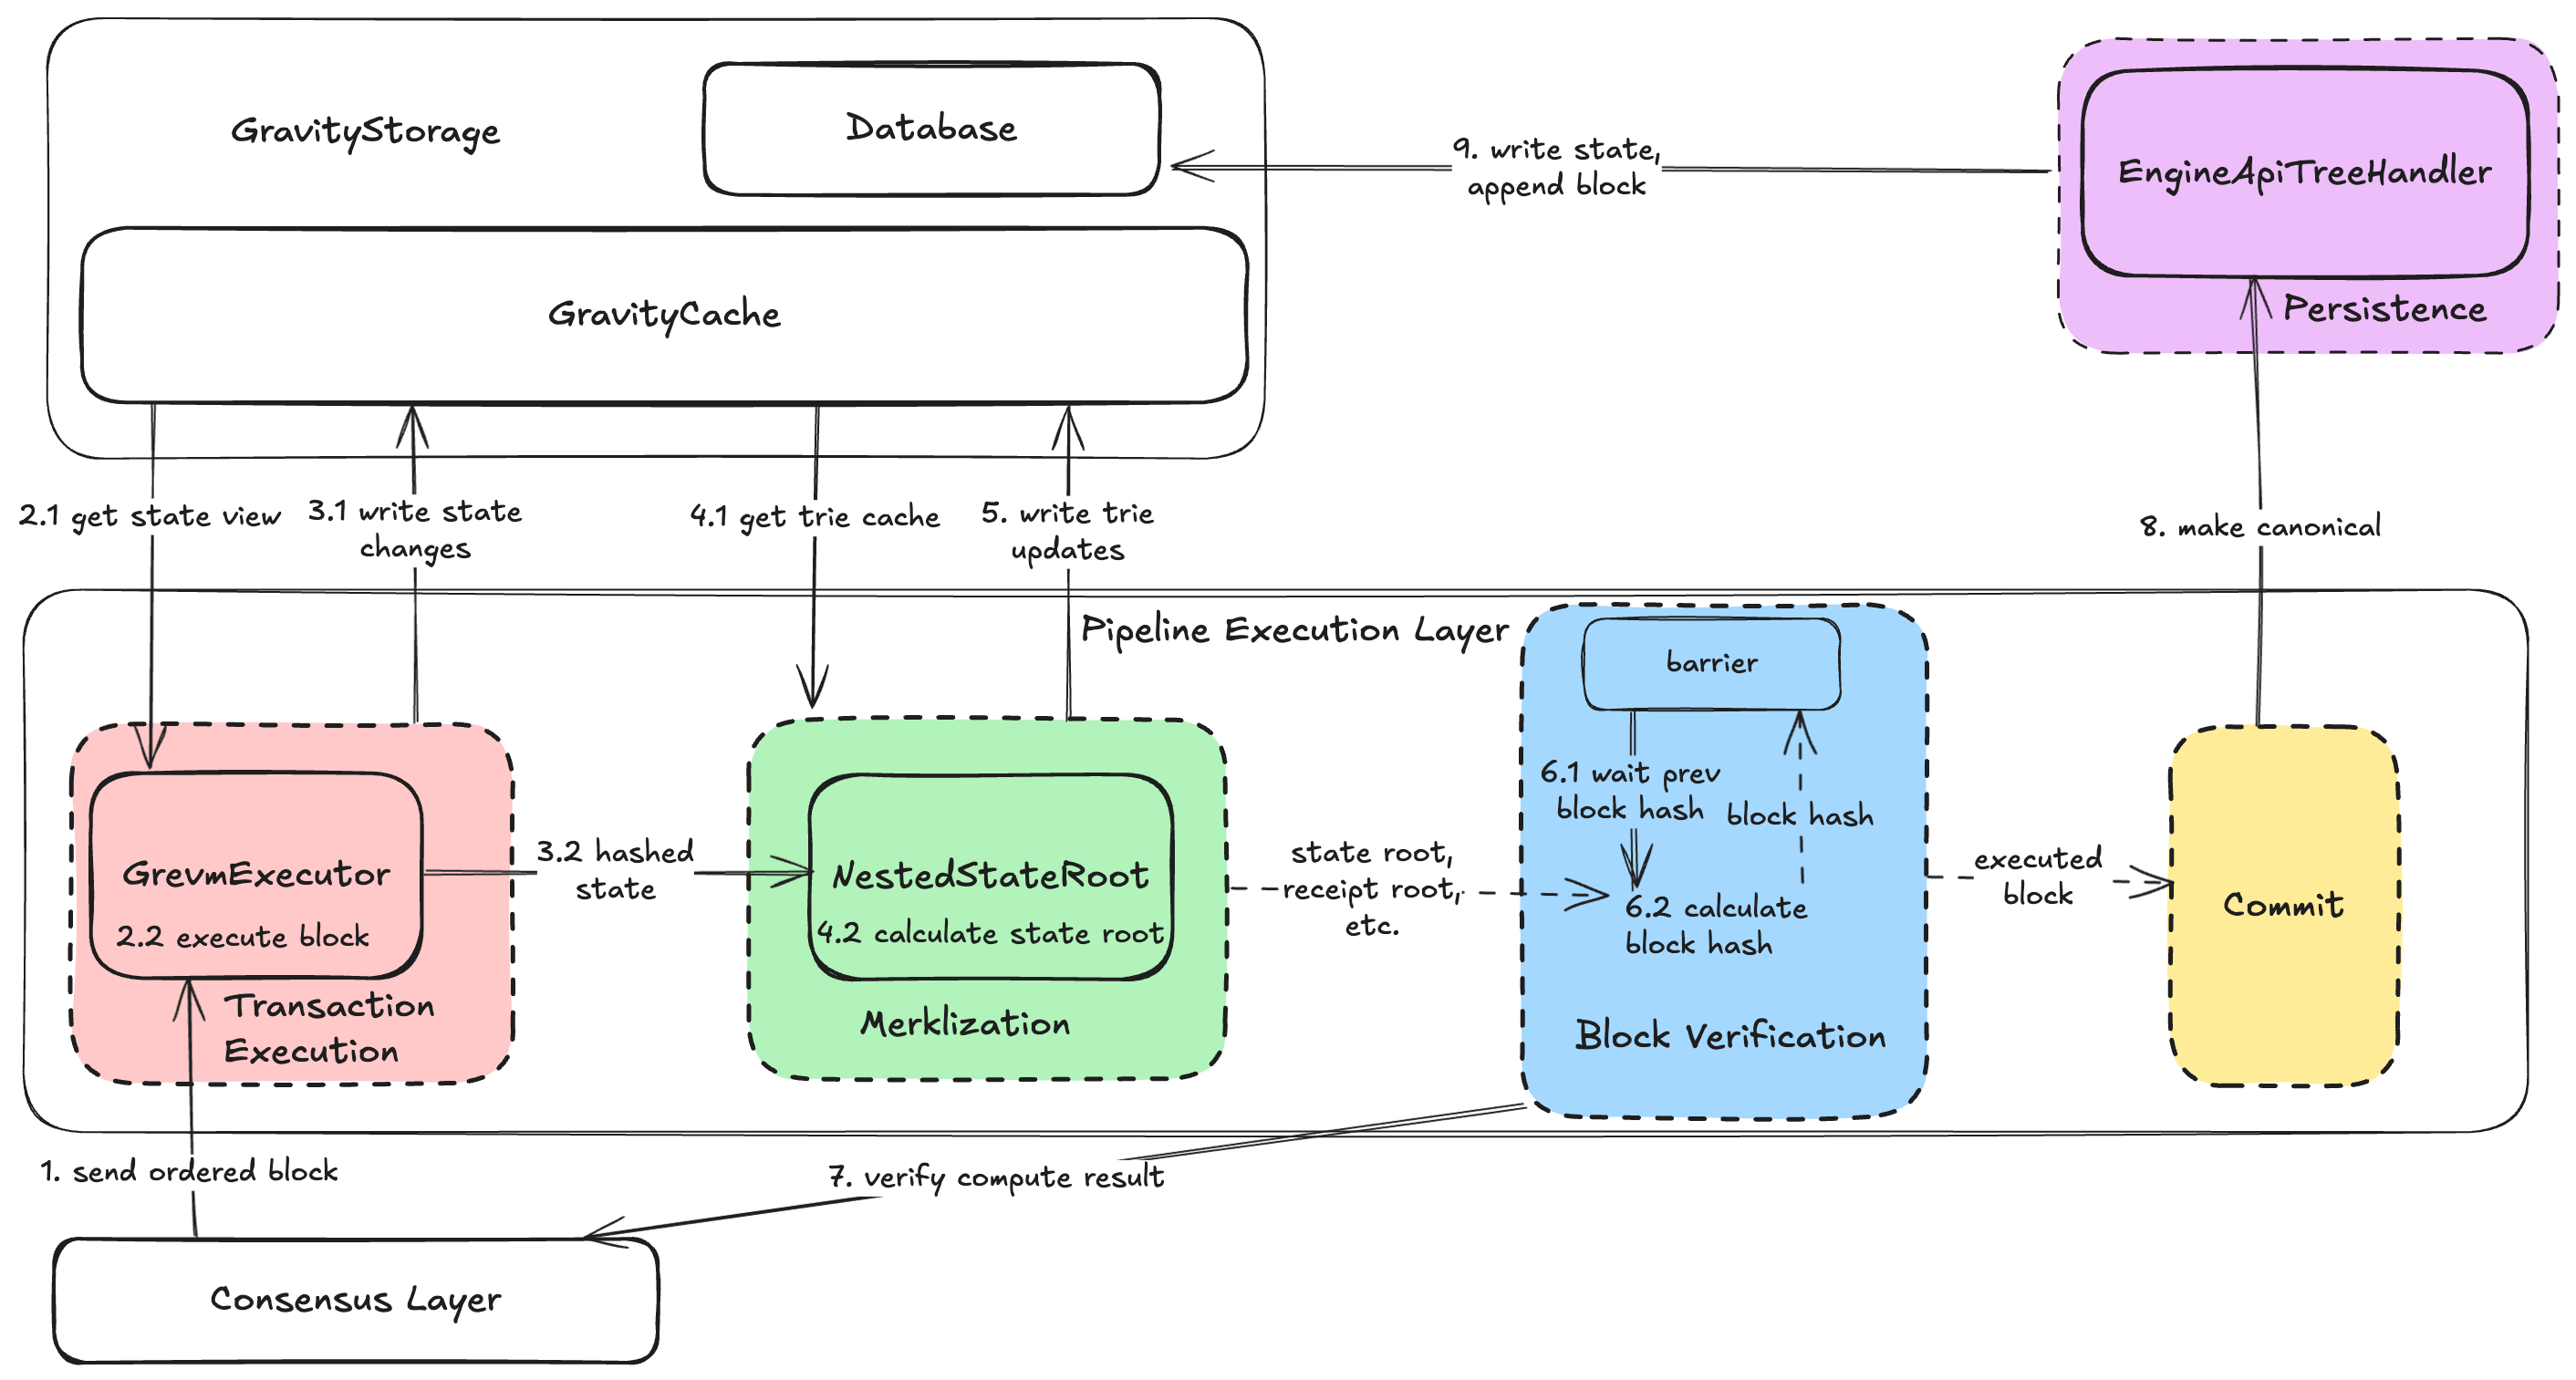 GravityStorage
Database
GravityCache
9. write state,
append block
EngineApiTreeHandler
Persistence
2.1 get state view
3.1 write state
changes
4.1 get trie cache
5. write trie
updates
8. make canonical
Pipeline Execution Layer
barrier
6.1 wait prev
block hash
block hash
6.2 calculate
block hash
Block Verification
GrevmExecutor
2.2 execute block
Transaction
Execution
3.2 hashed
state
NestedStateRoot
4.2 calculate state root
Merklization
state root,
receipt root,
etc.
executed
block
Commit
1. send ordered block
7. verify compute result
Consensus Layer